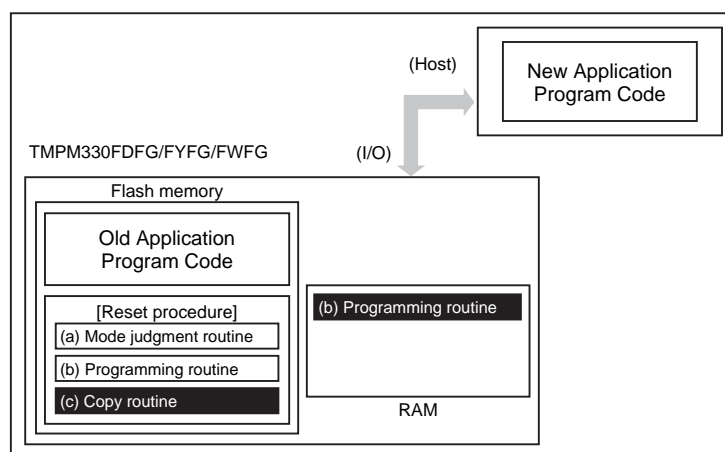 (Host)
New Application
Program Code
TMPM330FDFG/FYFG/FWFG
(I/O)
Flash memory
Old Application
Program Code
[Reset procedure]
(a) Mode judgment routine
(b) Programming routine
(c) Copy routine
(b) Programming routine
RAM